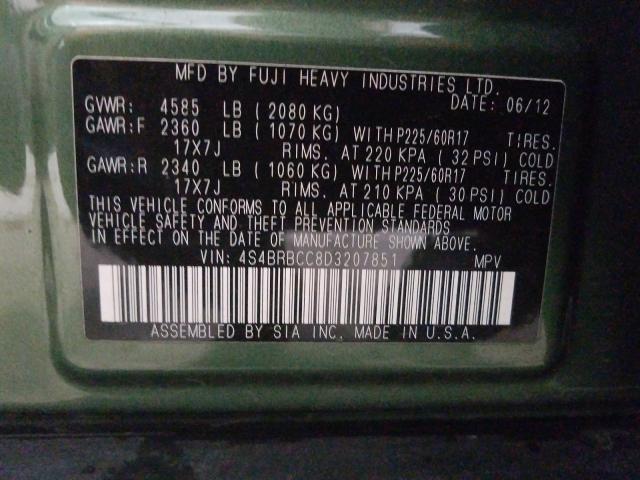 MFD BY FUJI HEAVY INDUSTRIES LTD.
DATE: 06/12
GVWR: 4585 LB ( 2080 KG)
GAWR:F 2360 LB ( 1070 KG) WITH P225/60R17 TIRES.
17X7J RIMS. AT 220 KPA ( 32 PSI) COLD
GAWR:R 2340 LB ( 1060 KG) WITH P225/60R17 TIRES.
17X7J RIMS. AT 210 KPA ( 30 PSI) COLD
THIS VEHICLE CONFORMS TO ALL APPLICABLE FEDERAL MOTOR
VEHICLE SAFETY AND THEFT PREVENTION STANDARDS
IN EFFECT ON THE DATE OF MANUFACTURE SHOWN ABOVE.
VIN: 4S4BRBCC8D3207851 MPV
ASSEMBLED BY SIA INC. MADE IN U.S.A.